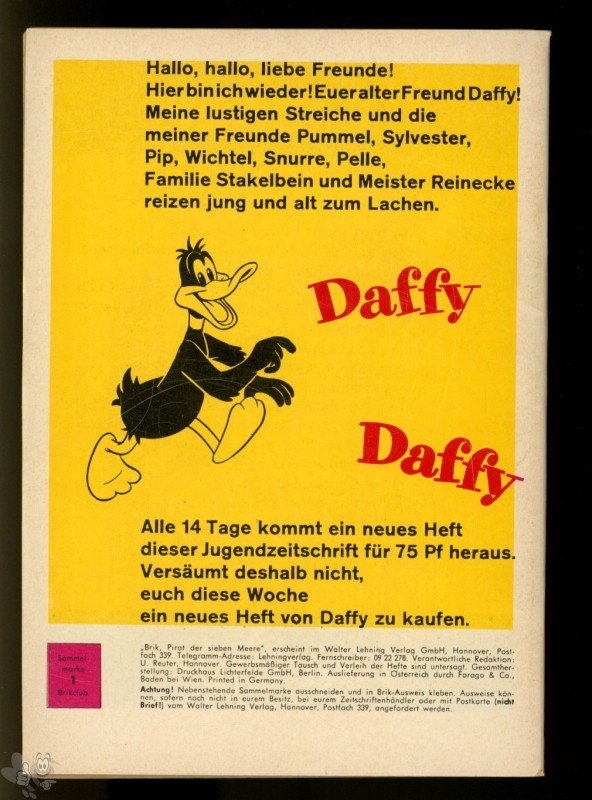 Hallo, hallo, liebe Freunde!
Hier bin ich wieder! Euer alter Freund Daffy!
Meine lustigen Streiche und die
meiner Freunde Pummel, Sylvester,
Pip, Wichtel, Snurre, Pelle,
Familie Stakelbein und Meister Reinecke
reizen jung und alt zum Lachen.
Daffy
Daffy
Alle 14 Tage kommt ein neues Heft
dieser Jugendzeitschrift für 75 Pf heraus.
Versäumt deshalb nicht,
euch diese Woche
ein neues Heft von Daffy zu kaufen.
Sammel-
marke
1
Brikclub
„Brik, Pirat der sieben Meere“, erscheint im Walter Lehning Verlag GmbH, Hannover, Post-
fach 339. Telegramm-Adresse: Lehningverlag. Fernschreiber: 09 22 278. Verantwortliche Redaktion:
U. Reuter, Hannover. Gewerbsmäßiger Tausch und Verleih der Hefte sind untersagt. Gesamther-
stellung: Druckhaus Lichterfelde GmbH, Berlin. Auslieferung in Österreich durch Farago & Co.,
Baden bei Wien. Printed in Germany.
Achtung! Nebenstehende Sammelmarke ausschneiden und in Brik-Ausweis kleben. Ausweise kön-
nen, sofern noch nicht in eurem Besitz, bei eurem Zeitschriftenhändler oder mit Postkarte (nicht
Brief!) vom Walter Lehning Verlag, Hannover, Postfach 339, angefordert werden.